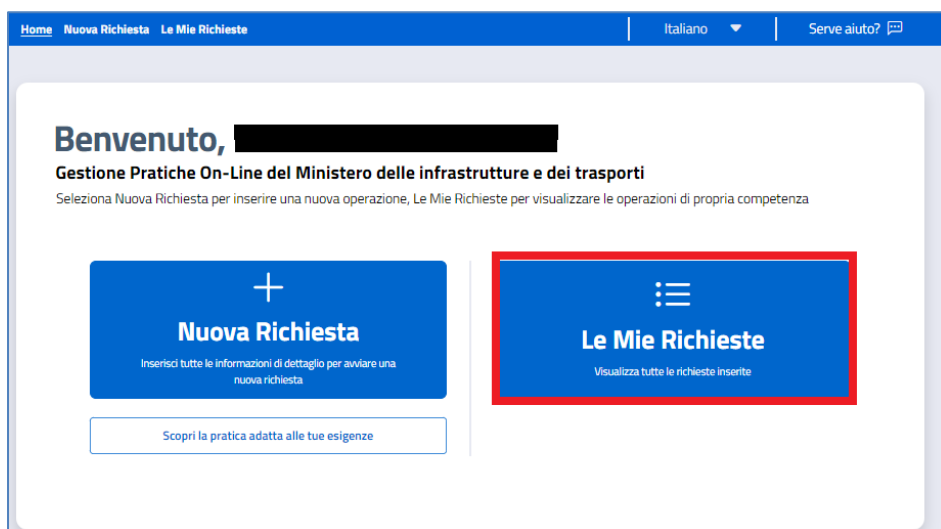 Home Nuova Richiesta Le Mie Richieste Italiano Serve aiuto?
Benvenuto,
Gestione Pratiche On-Line del Ministero delle infrastrutture e dei trasporti
Seleziona Nuova Richiesta per inserire una nuova operazione, Le Mie Richieste per visualizzare le operazioni di propria competenza
Nuova Richiesta
Inserisci tutte le informazioni di dettaglio per avviare una
nuova richiesta
Scopri la pratica adatta alle tue esigenze
Le Mie Richieste
Visualizza tutte le richieste inserite